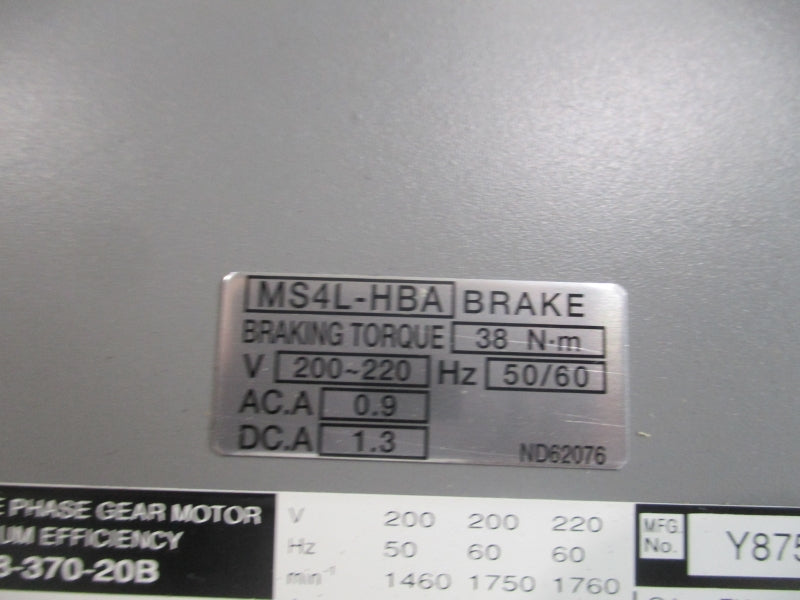 MS4L-HBA BRAKE
BRAKING TORQUE 38 N·m
V 200~220 Hz 50/60
AC.A 0.9
DC.A 1.3
ND62076
PHASE GEAR MOTOR
EFFICIENCY
-370-20B
V 200 200 220
Hz 50 60 60
min⁻¹ 1460 1750 1760
MFG. No. Y875